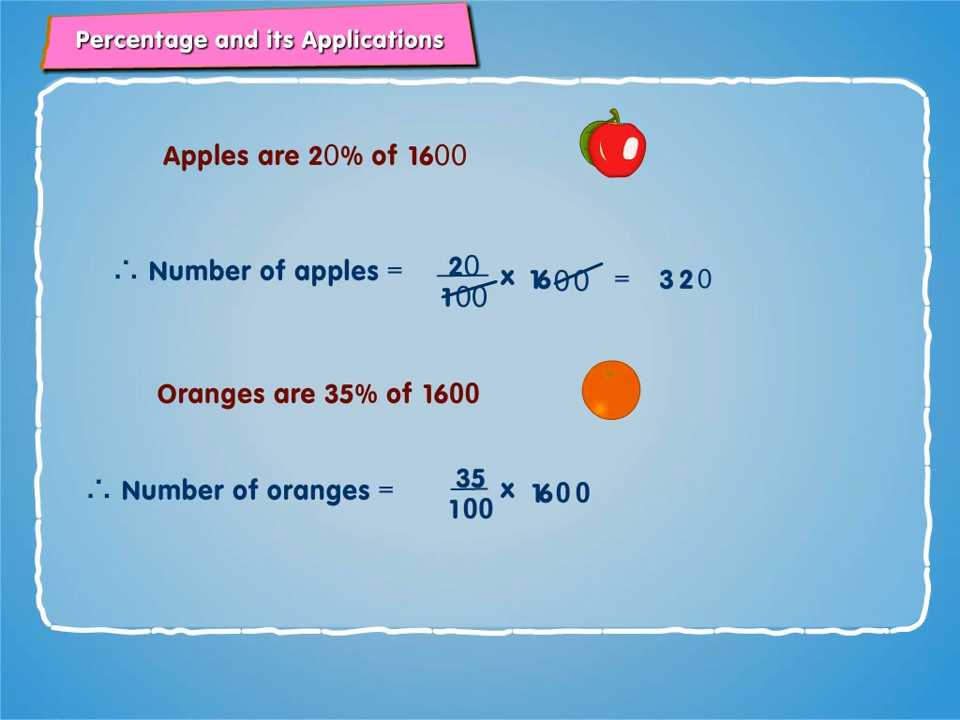 Percentage and its Applications
Apples are 20% of 1600
∴ Number of apples = 20/100 x 1600 = 320
Oranges are 35% of 1600
∴ Number of oranges = 35/100 x 1600